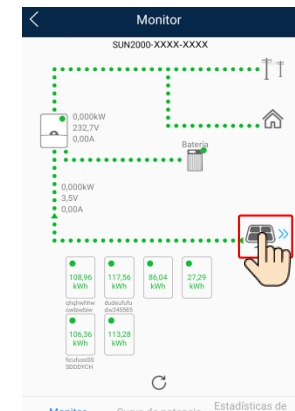 Monitor
SUN2000-XXXX-XXXX
0,000kW
232,7V
0,00A
Batería
0,000kW
3,5V
0,00A
108,96 kWh
117,56 kWh
86,04 kWh
27,29 kWh
106,36 kWh
113,28 kWh
Monitor
Curva de potencia
Estadísticas de